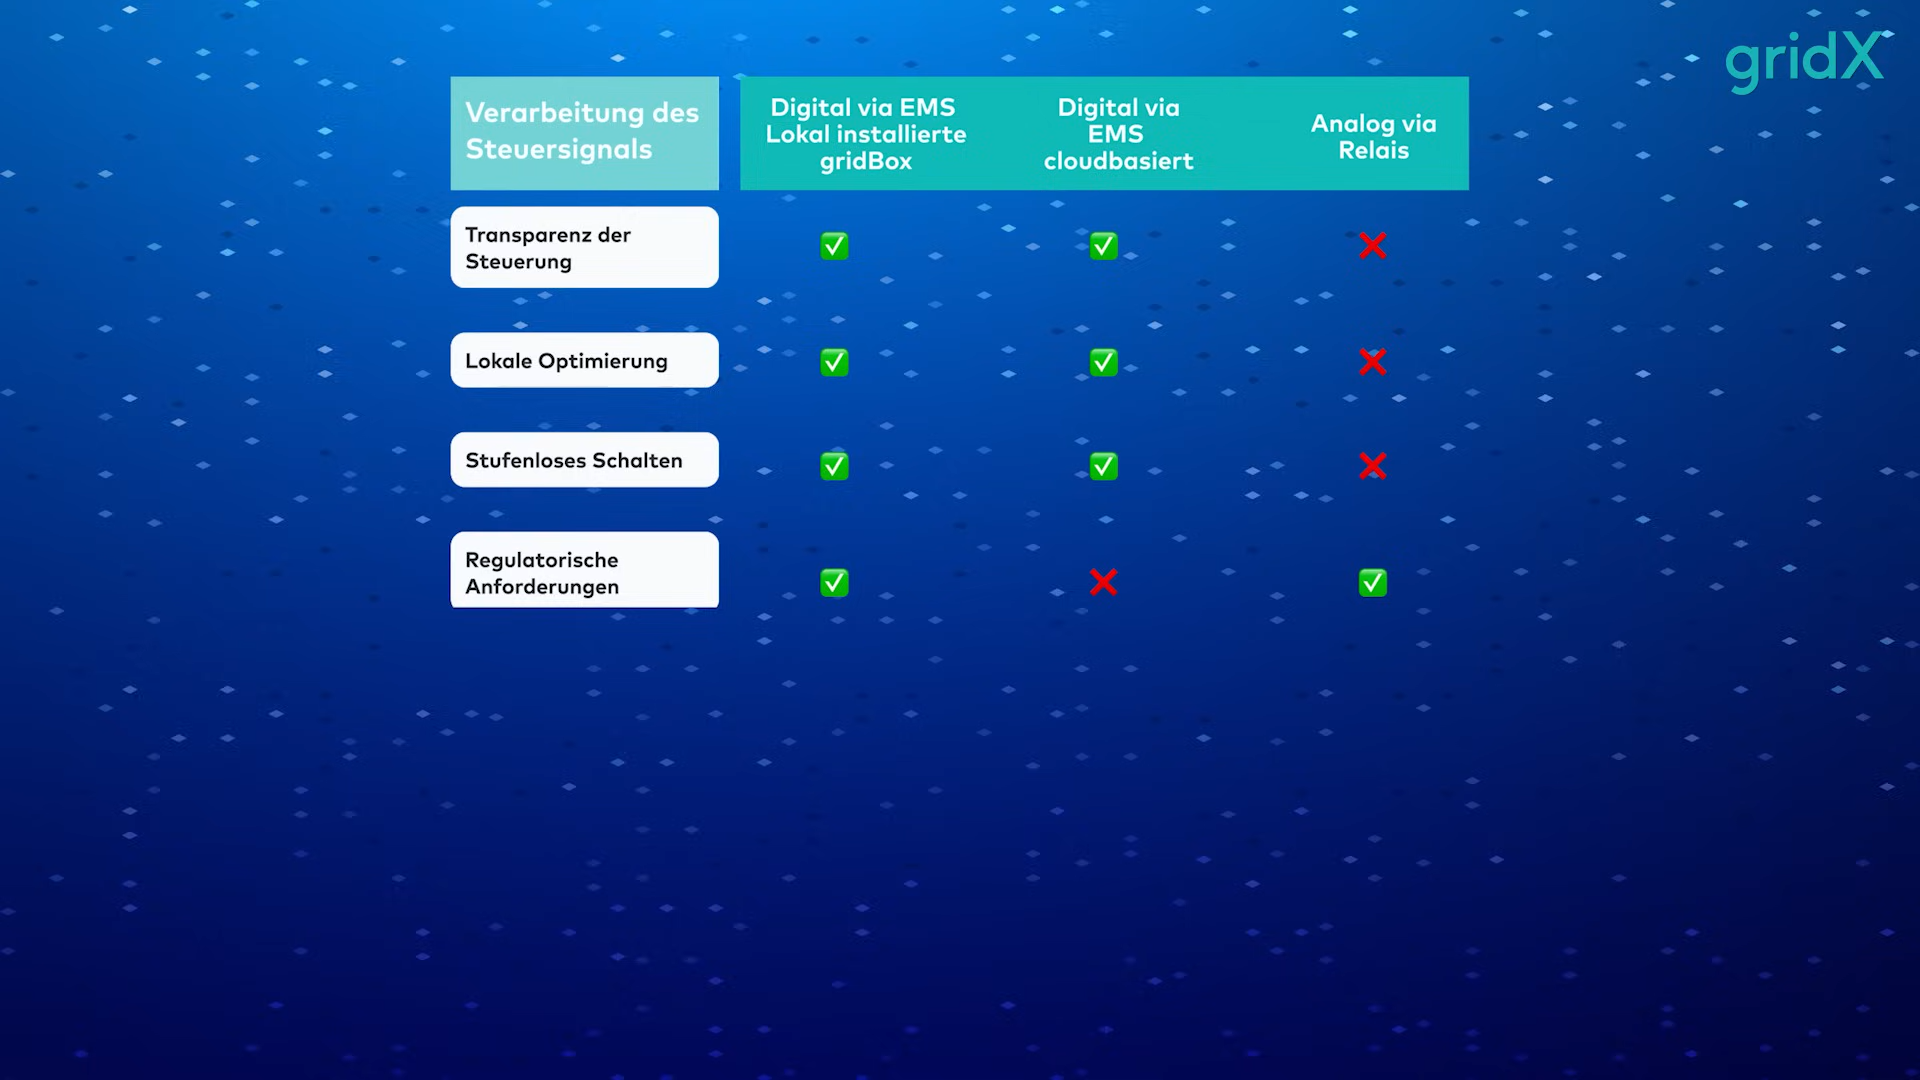 gridX
Verarbeitung des
Steuersignals
Digital via EMS
Lokal installierte
gridBox
Digital via
EMS
cloudbasiert
Analog via
Relais
Transparenz der
Steuerung
✅ ✅ ❌
Lokale Optimierung
✅ ✅ ❌
Stufenloses Schalten
✅ ✅ ❌
Regulatorische
Anforderungen
✅ ❌ ✅